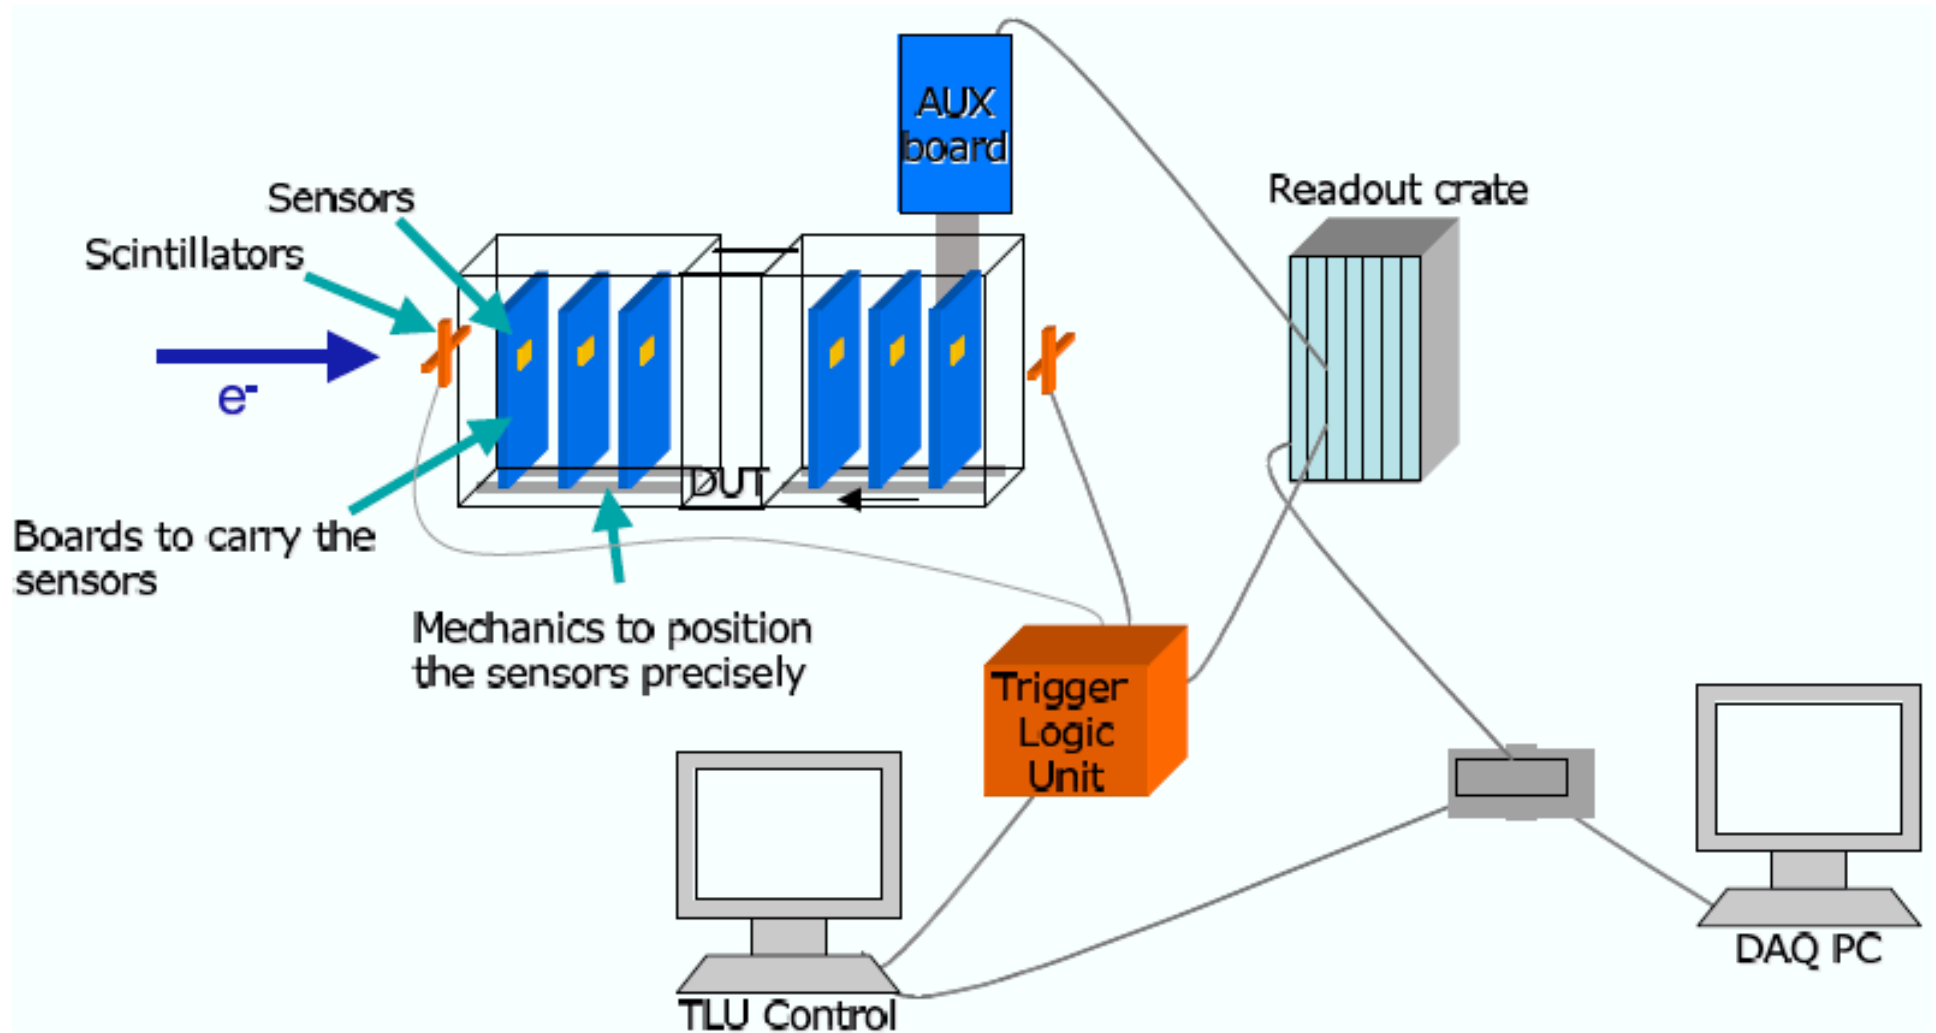 AUX
board
Readout crate
Sensors
Scintillators
e-
DUT
Boards to carry the
sensors
Mechanics to position
the sensors precisely
Trigger
Logic
Unit
DAQ PC
TLU Control